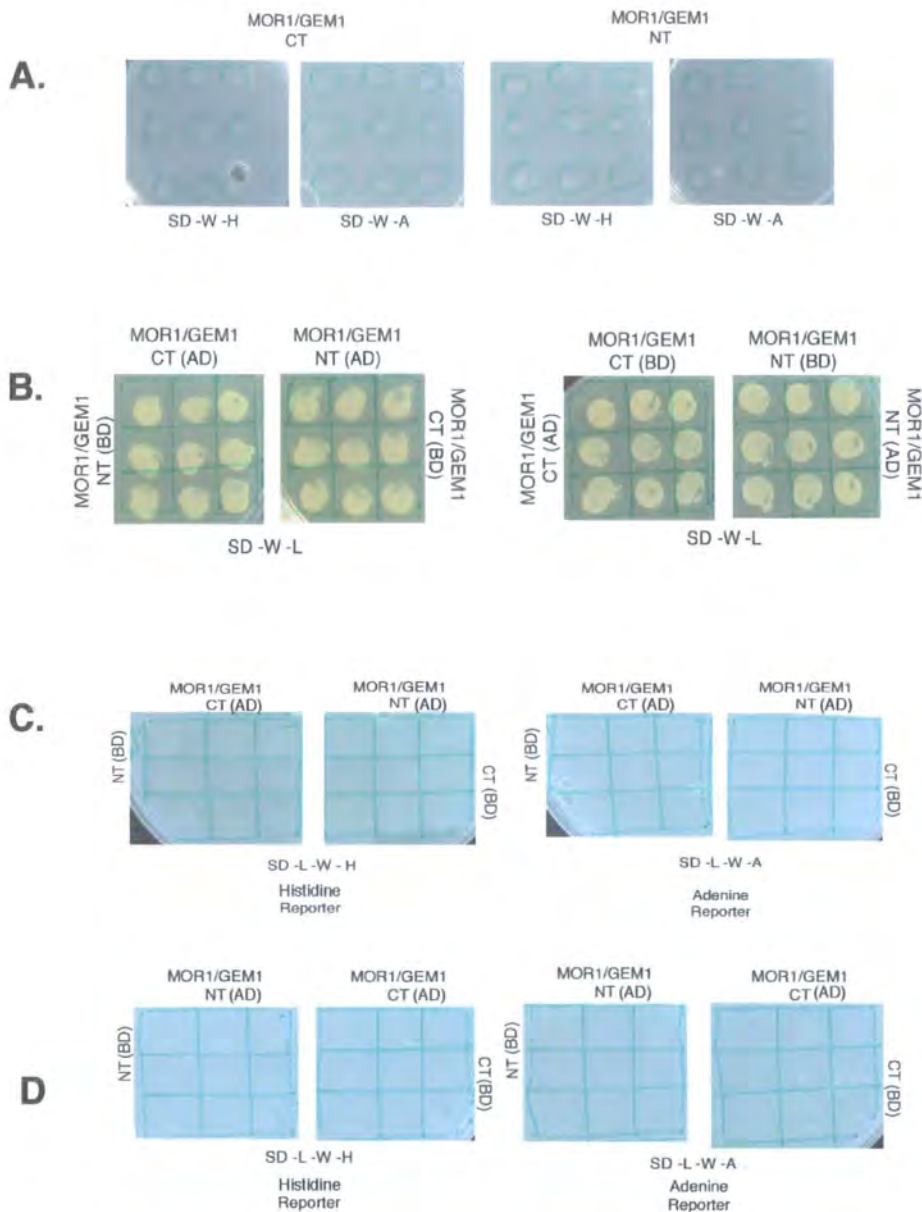 MOR1/GEM1
CT
MOR1/GEM1
NT
A.
SD -W -H
SD -W -A
SD -W -H
SD -W -A
B.
MOR1/GEM1
CT (AD)
MOR1/GEM1
NT (AD)
MOR1/GEM1
CT (BD)
MOR1/GEM1
NT (BD)
MOR1/GEM1
NT (BD)
MOR1/GEM1
CT (BD)
MOR1/GEM1
CT (AD)
MOR1/GEM1
NT (AD)
SD -W -L
SD -W -L
C.
MOR1/GEM1
CT (AD)
MOR1/GEM1
NT (AD)
MOR1/GEM1
CT (AD)
MOR1/GEM1
NT (AD)
NT (BD)
CT (BD)
NT (BD)
CT (BD)
SD -L -W - H
Histidine
Reporter
SD -L -W -A
Adenine
Reporter
D
MOR1/GEM1
NT (AD)
MOR1/GEM1
CT (AD)
MOR1/GEM1
NT (AD)
MOR1/GEM1
CT (AD)
NT (BD)
CT (BD)
NT (BD)
CT (BD)
SD -L -W -H
Histidine
Reporter
SD -L -W -A
Adenine
Reporter